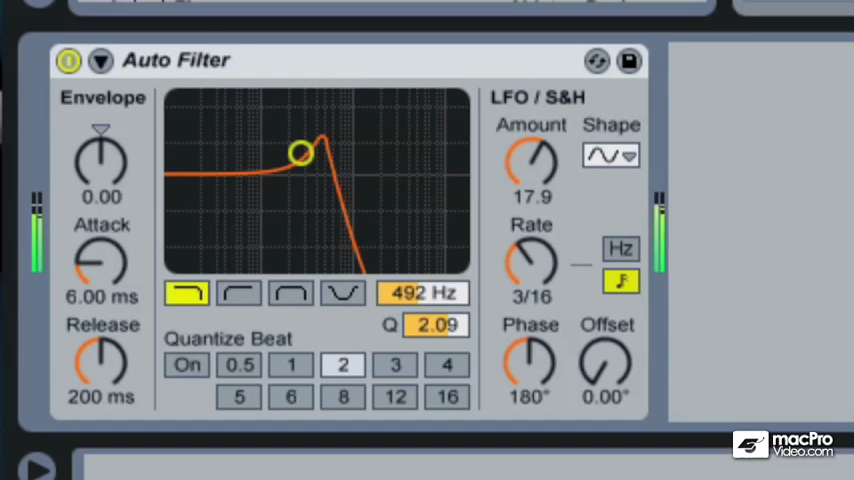 Auto Filter
Envelope
0.00
Attack
6.00 ms
Release
200 ms
492 Hz
Q 2.09
Quantize Beat
On 0.5 1 2 3 4
5 6 8 12 16
LFO / S&H
Amount Shape
17.9
Rate
Hz
3/16
Phase Offset
180° 0.00°
macPro
Video.com